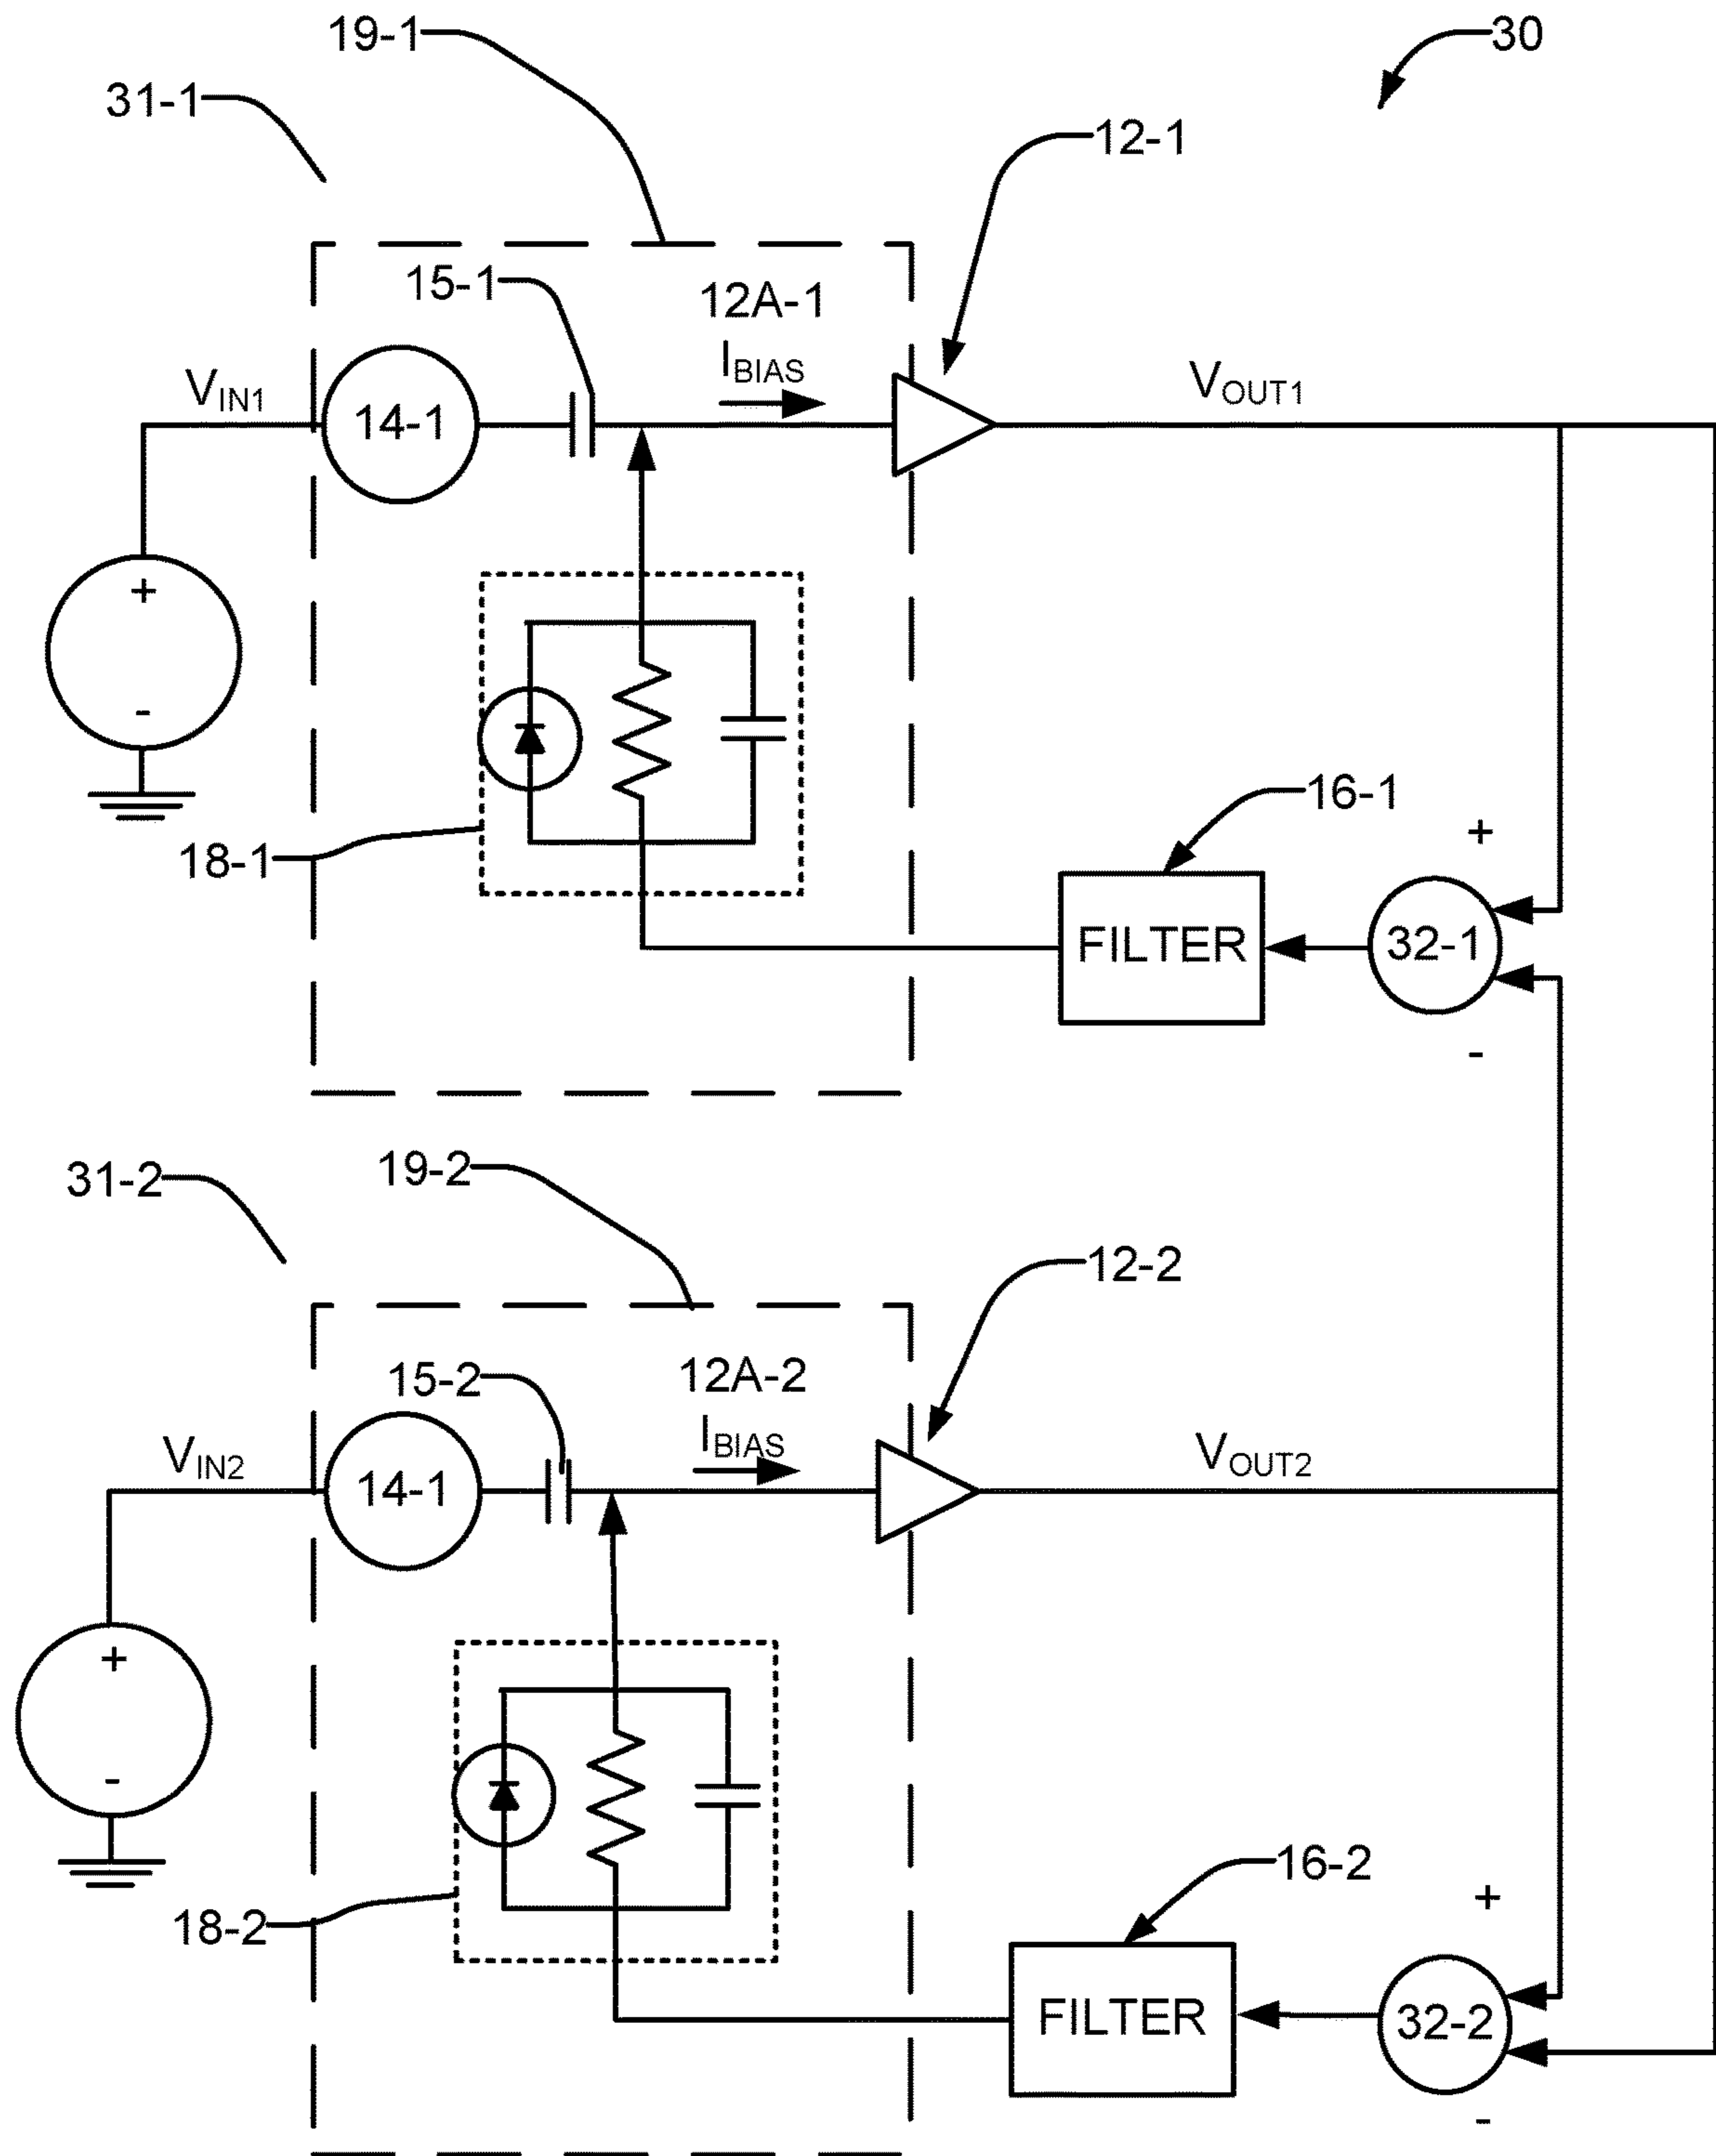 19-1
30
31-1
12-1
15-1
12A-1
IBIAS
VIN1
14-1
VOUT1
+
-
18-1
16-1
+
FILTER
32-1
-
31-2
19-2
12-2
15-2
12A-2
IBIAS
VIN2
14-1
VOUT2
+
-
18-2
16-2
+
FILTER
32-2
-